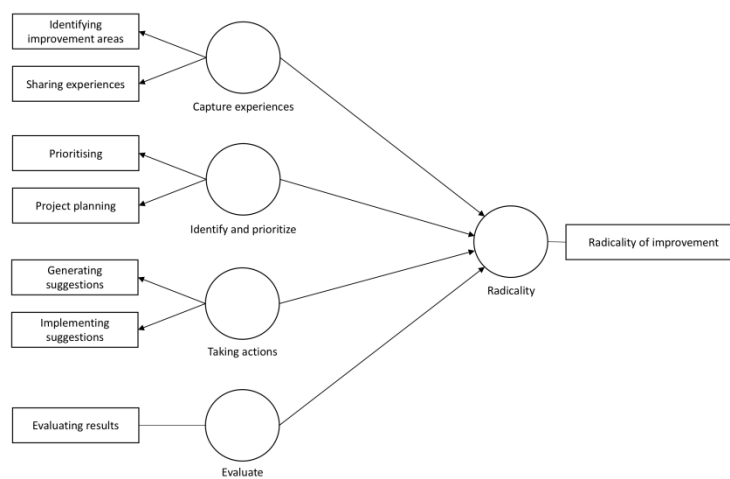 Identifying
improvement areas
Sharing experiences
Capture experiences
Prioritising
Project planning
Identify and prioritize
Radicality of improvement
Radicality
Generating
suggestions
Implementing
suggestions
Taking actions
Evaluating results
Evaluate